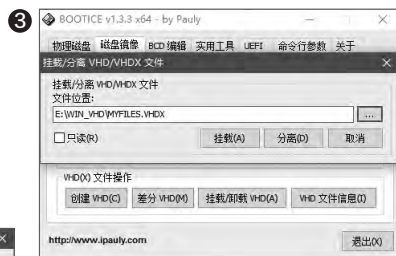 ❸
BOOTICE v1.3.3 x64 - by Pauly
物理磁盘 磁盘镜像 BCD 编辑 实用工具 UEFI 命令行参数 关于
挂载/分离 VHD/VHDX 文件
挂载/分离 VHD/VHDX 文件
文件位置:
E:\WIN_VHD\MYFILES.VHDX
...
只读(R) 挂载(A) 分离(D) 取消
VHD(X) 文件操作
创建 VHD(C) 差分 VHD(M) 挂载/卸载 VHD(A) VHD 文件信息(I)
http://www.ipauly.com 退出(X)